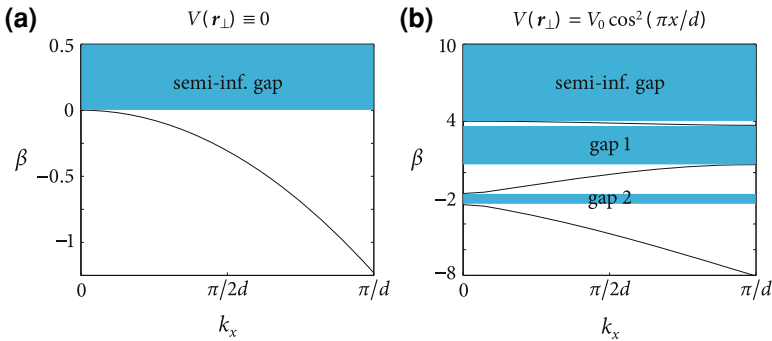 (a)
V(r⊥) ≡ 0
0.5
semi-inf. gap
0
β
−0.5
−1
0
π/2d
π/d
kₓ
(b)
V(r⊥) = V₀ cos² (πx/d)
10
semi-inf. gap
4
gap 1
β
−2
gap 2
−8
0
π/2d
π/d
kₓ